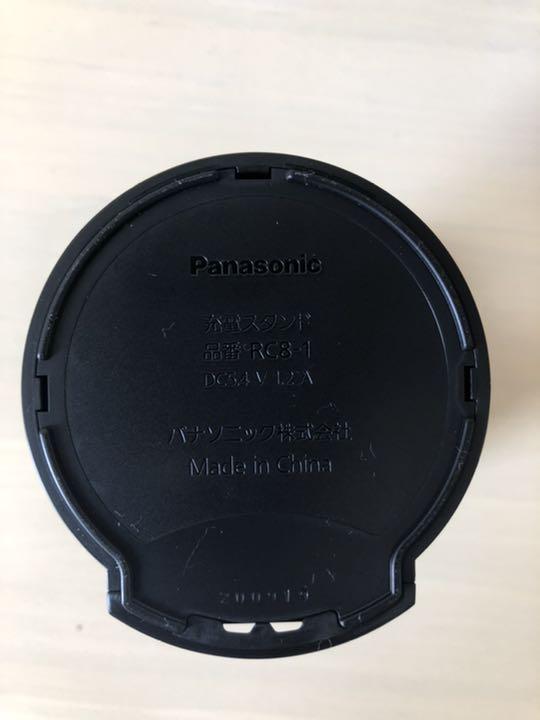 Panasonic
充電スタンド
品番 RC8-1
DC5.4 V 1.2 A
パナソニック株式会社
Made in China
200919